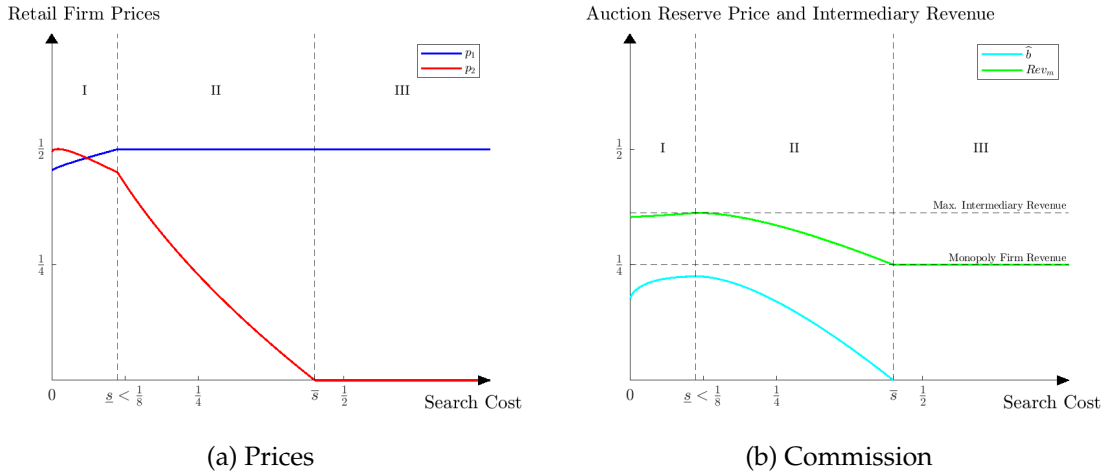 Retail Firm Prices
p₁
p₂
I
II
III
1/2
1/4
0
s̲ < 1/8
1/4
s̄
1/2
Search Cost
(a) Prices
Auction Reserve Price and Intermediary Revenue
b̂
Revₘ
I
II
III
1/2
Max. Intermediary Revenue
1/4
Monopoly Firm Revenue
0
s̲ < 1/8
1/4
s̄
1/2
Search Cost
(b) Commission